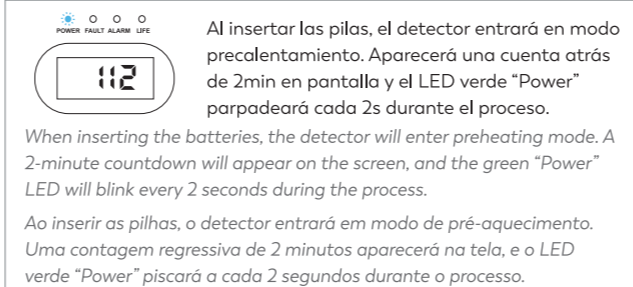 POWER FAULT ALARM LIFE
112
Al insertar las pilas, el detector entrará en modo
precalentamiento. Aparecerá una cuenta atrás
de 2min en pantalla y el LED verde “Power”
parpadeará cada 2s durante el proceso.
When inserting the batteries, the detector will enter preheating mode. A
2-minute countdown will appear on the screen, and the green “Power”
LED will blink every 2 seconds during the process.
Ao inserir as pilhas, o detector entrará em modo de pré-aquecimento.
Uma contagem regressiva de 2 minutos aparecerá na tela, e o LED
verde “Power” piscará a cada 2 segundos durante o processo.